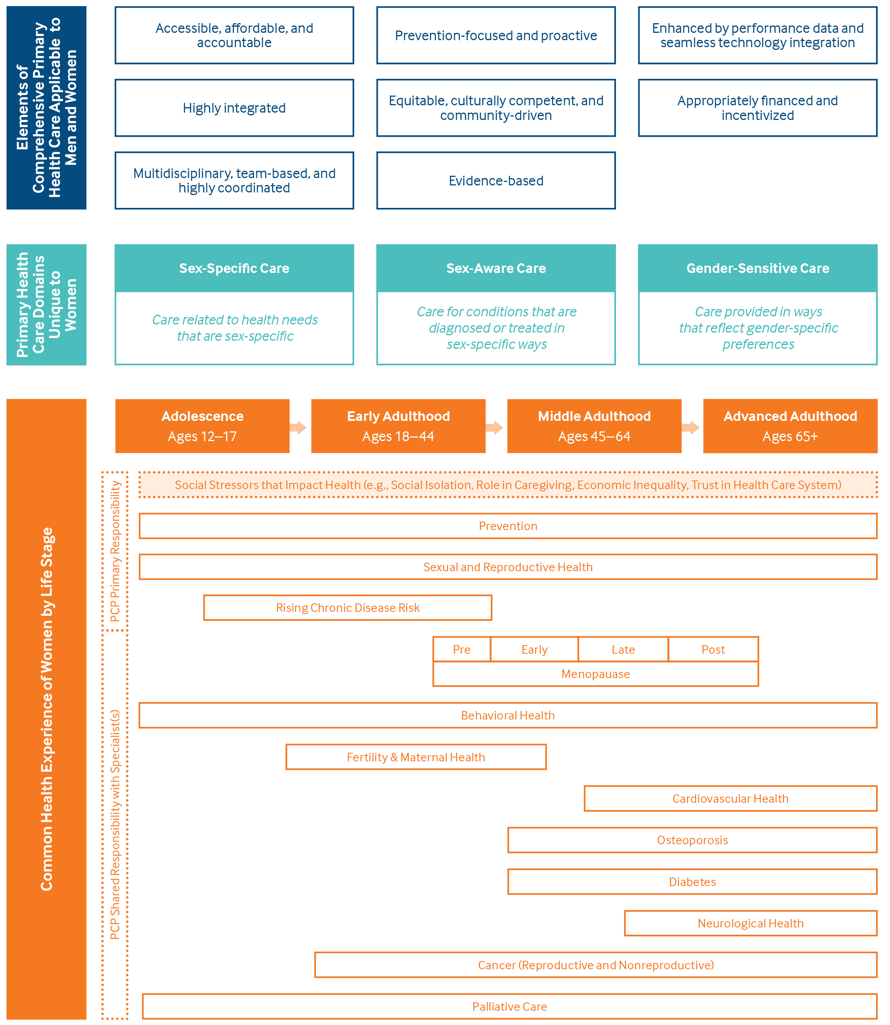 Elements of
Comprehensive Primary
Health Care Applicable to
Men and Women
Accessible, affordable, and
accountable
Prevention-focused and proactive
Enhanced by performance data and
seamless technology integration
Highly integrated
Equitable, culturally competent, and
community-driven
Appropriately financed and
incentivized
Multidisciplinary, team-based, and
highly coordinated
Evidence-based
Primary Health
Care Domains
Unique to
Women
Sex-Specific Care
Care related to health needs
that are sex-specific
Sex-Aware Care
Care for conditions that are
diagnosed or treated in
sex-specific ways
Gender-Sensitive Care
Care provided in ways
that reflect gender-specific
preferences
Common Health Experience of Women by Life Stage
Adolescence
Ages 12–17
Early Adulthood
Ages 18–44
Middle Adulthood
Ages 45–64
Advanced Adulthood
Ages 65+
PCP Primary Responsibility
Social Stressors that Impact Health (e.g., Social Isolation, Role in Caregiving, Economic Inequality, Trust in Health Care System)
Prevention
Sexual and Reproductive Health
Rising Chronic Disease Risk
PCP Shared Responsibility with Specialist(s)
Pre
Early
Late
Post
Menopauase
Behavioral Health
Fertility & Maternal Health
Cardiovascular Health
Osteoporosis
Diabetes
Neurological Health
Cancer (Reproductive and Nonreproductive)
Palliative Care